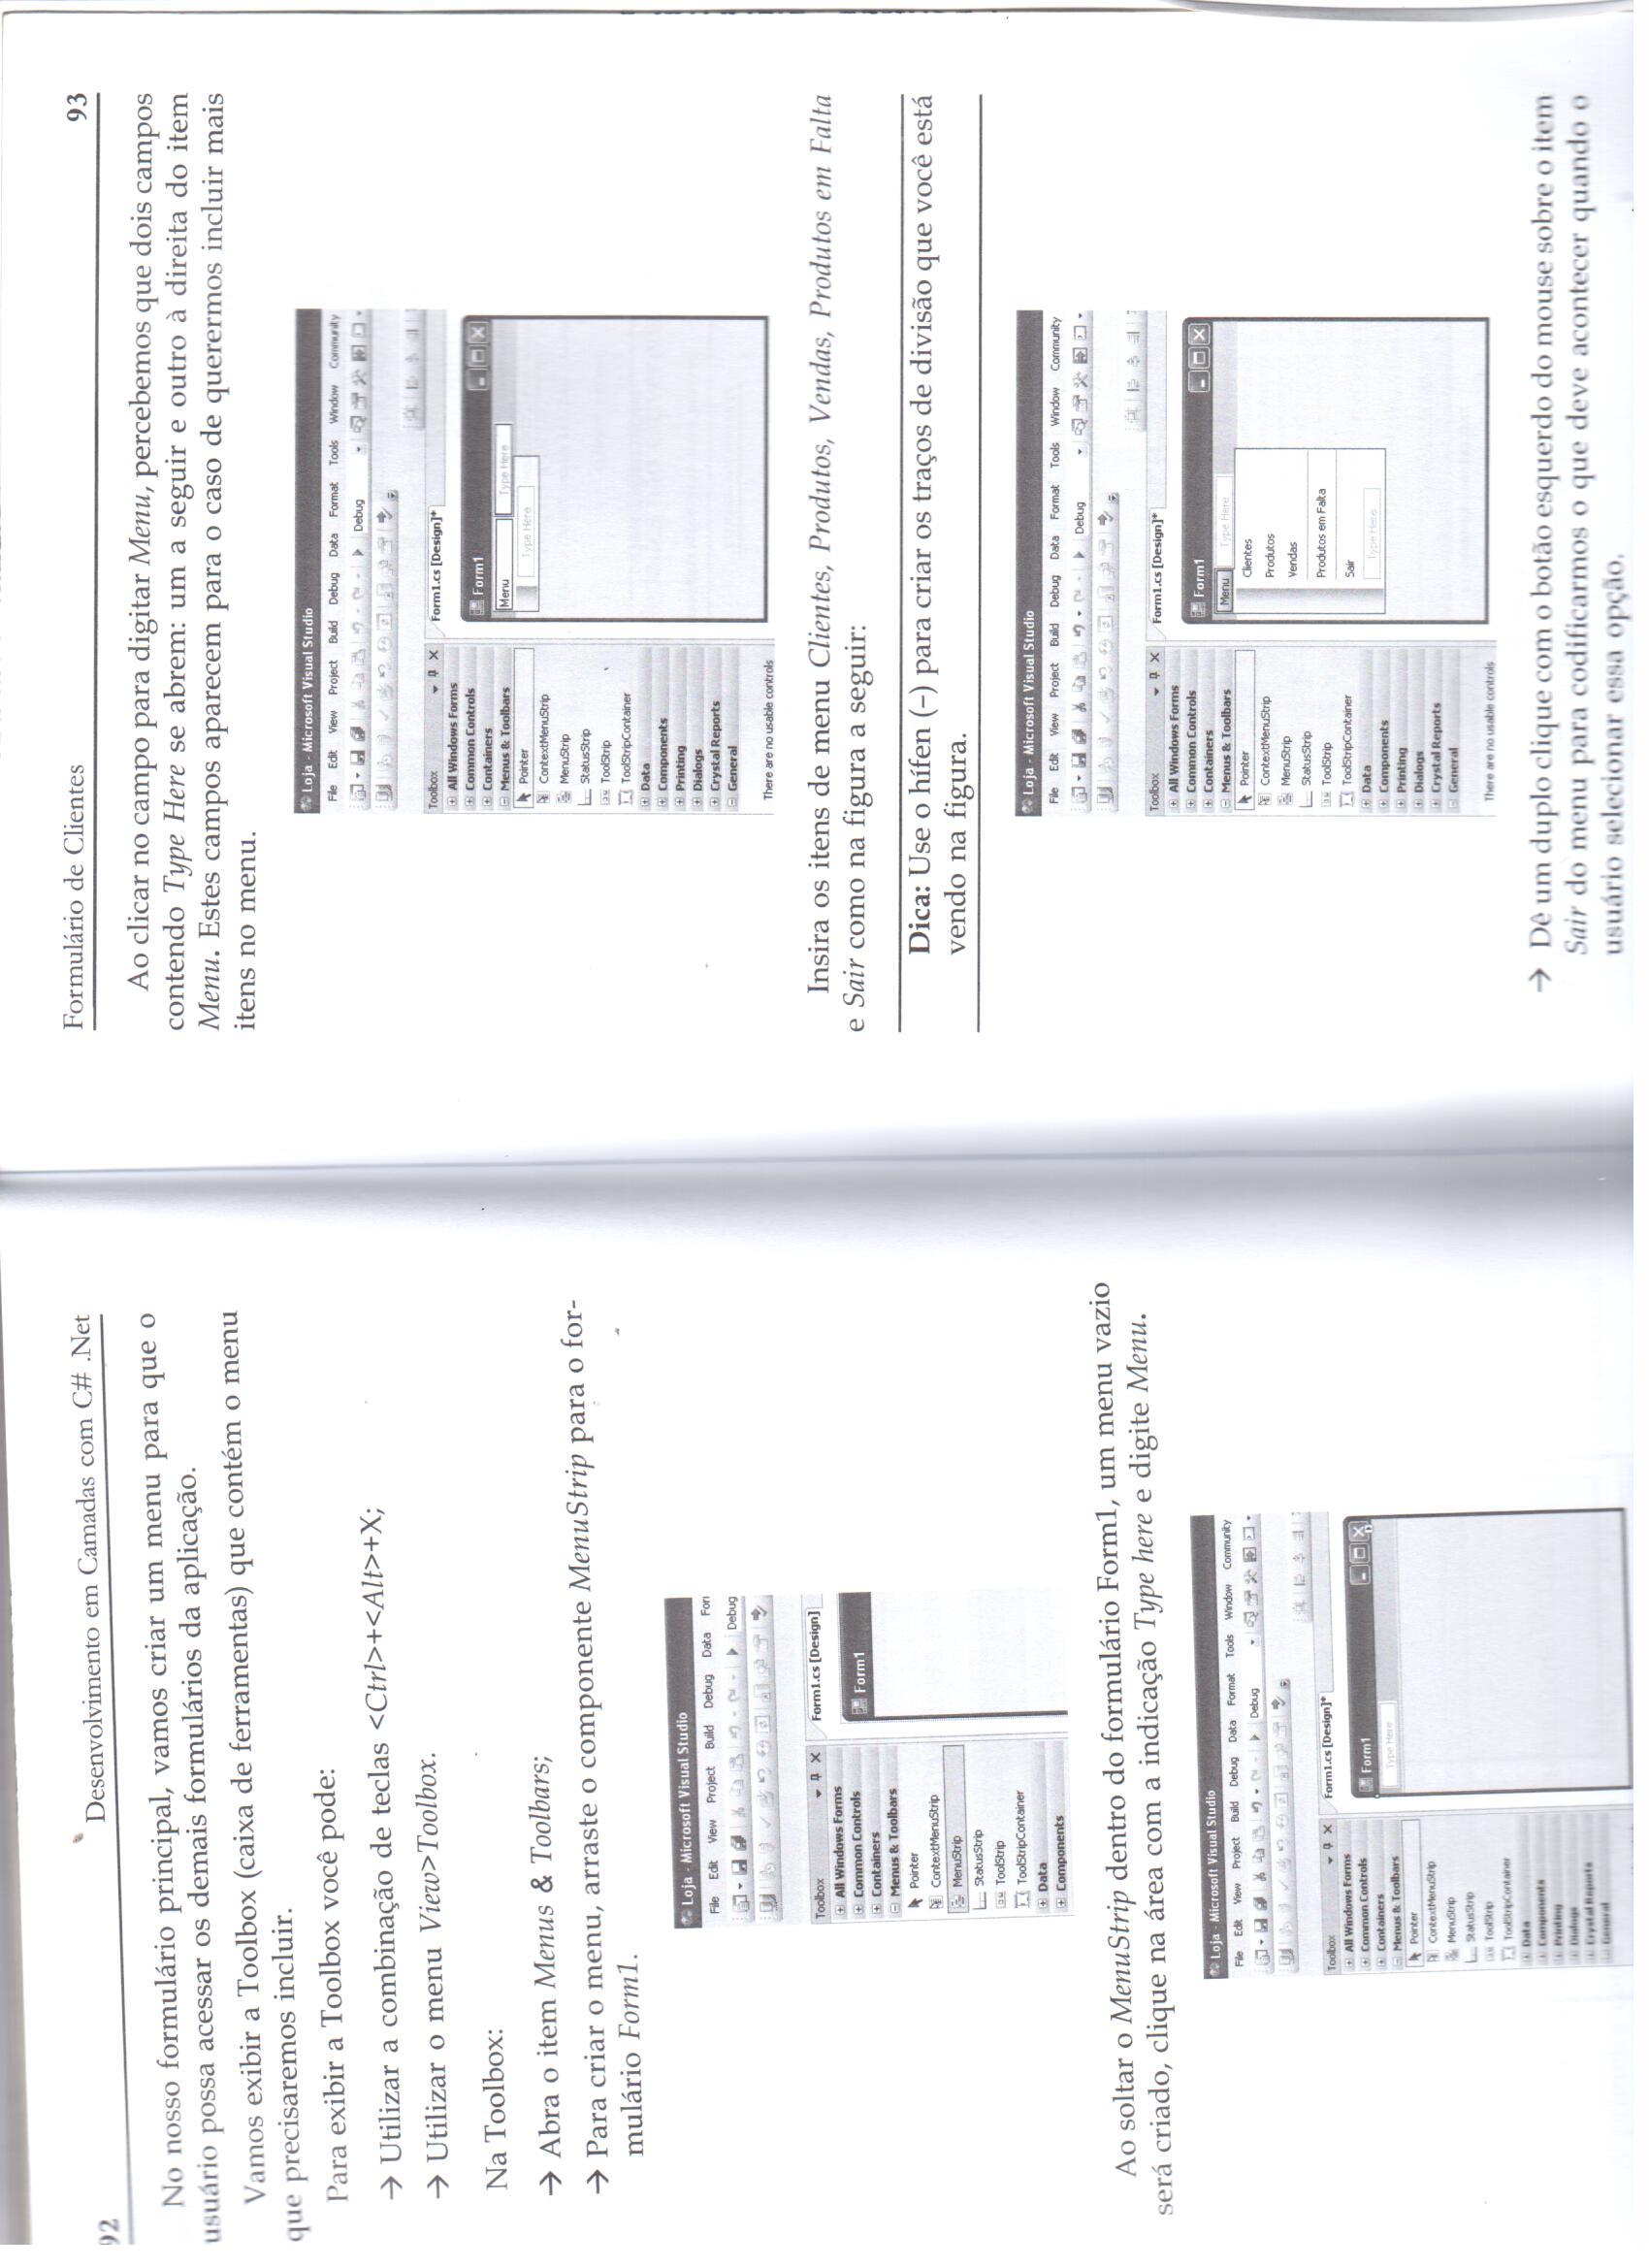 92
Desenvolvimento em Camadas com C# .Net
No nosso formulário principal, vamos criar um menu para que o
usuário possa acessar os demais formulários da aplicação.
Vamos exibir a Toolbox (caixa de ferramentas) que contém o menu
que precisaremos incluir.
Para exibir a Toolbox você pode:
→ Utilizar a combinação de teclas <Ctrl>+<Alt>+X;
→ Utilizar o menu View>Toolbox.
Na Toolbox:
→ Abra o item Menus & Toolbars;
→ Para criar o menu, arraste o componente MenuStrip para o for-
mulário Form1.
Loja - Microsoft Visual Studio
File Edit View Project Build Debug Data For
Debug
Toolbox
Form1.cs [Design]
All Windows Forms
Common Controls
Form1
Containers
Menus & Toolbars
Pointer
ContextMenuStrip
MenuStrip
StatusStrip
ToolStrip
ToolStripContainer
Data
Components
Ao soltar o MenuStrip dentro do formulário Form1, um menu vazio
será criado, clique na área com a indicação Type here e digite Menu.
Loja - Microsoft Visual Studio
File Edit View Project Build Debug Data Format Tools Window Community
Debug
Toolbox
Form1.cs [Design]*
All Windows Forms
Common Controls
Form1
Containers
Type Here
Menus & Toolbars
Pointer
ContextMenuStrip
MenuStrip
StatusStrip
ToolStrip
ToolStripContainer
Data
Components
Printing
Dialogs
Crystal Reports
General
Formulário de Clientes
93
Ao clicar no campo para digitar Menu, percebemos que dois campos
contendo Type Here se abrem: um a seguir e outro à direita do item
Menu. Estes campos aparecem para o caso de querermos incluir mais
itens no menu.
Loja - Microsoft Visual Studio
File Edit View Project Build Debug Data Format Tools Window Community
Debug
Toolbox
Form1.cs [Design]*
All Windows Forms
Common Controls
Form1
Containers
Menus & Toolbars
Menu Type Here
Pointer
Type Here
ContextMenuStrip
MenuStrip
StatusStrip
ToolStrip
ToolStripContainer
Data
Components
Printing
Dialogs
Crystal Reports
General
There are no usable controls
Insira os itens de menu Clientes, Produtos, Vendas, Produtos em Falta
e Sair como na figura a seguir:
Dica: Use o hífen (–) para criar os traços de divisão que você está
vendo na figura.
Loja - Microsoft Visual Studio
File Edit View Project Build Debug Data Format Tools Window Community
Debug
Toolbox
Form1.cs [Design]*
All Windows Forms
Common Controls
Form1
Containers
Menus & Toolbars
Menu Type Here
Pointer
Clientes
ContextMenuStrip
Produtos
MenuStrip
Vendas
StatusStrip
ToolStrip
Produtos em Falta
ToolStripContainer
Sair
Data
Type Here
Components
Printing
Dialogs
Crystal Reports
General
There are no usable controls
→ Dê um duplo clique com o botão esquerdo do mouse sobre o item
Sair do menu para codificarmos o que deve acontecer quando o
usuário selecionar essa opção.